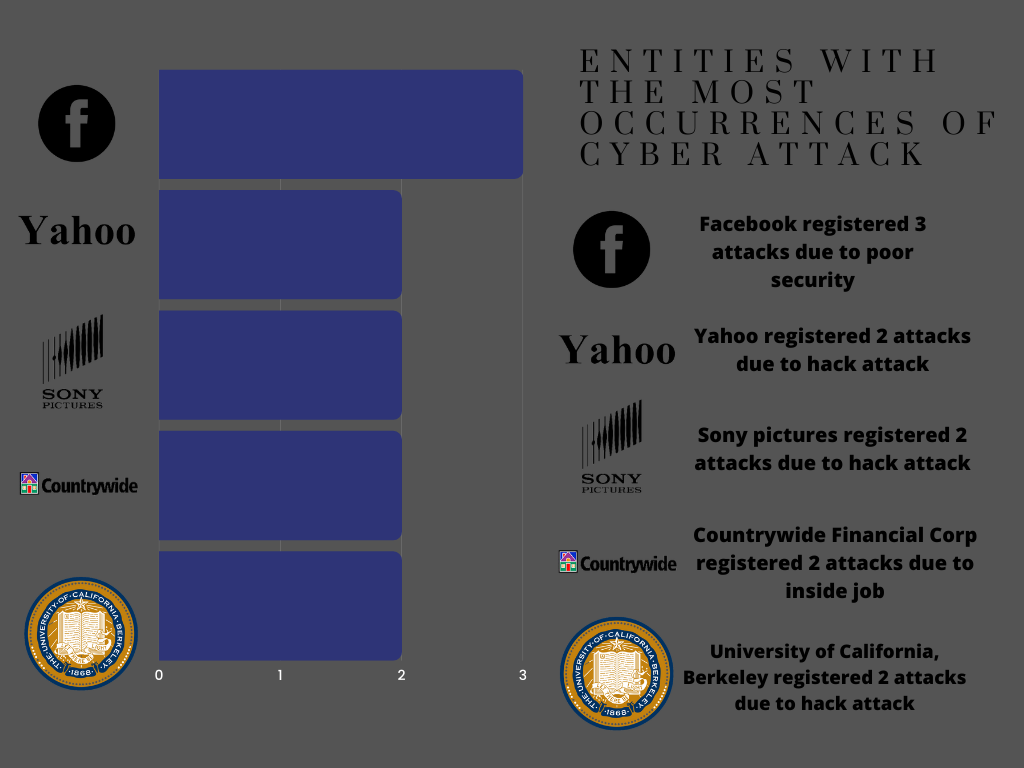 ENTITIES WITH
THE MOST
OCCURRENCES OF
CYBER ATTACK
f
Yahoo
SONY
PICTURES
Countrywide
THE·UNIVERSITY·OF·CALIFORNIA·BERKELEY
·1868·
0 1 2 3
f
Facebook registered 3
attacks due to poor
security
Yahoo
Yahoo registered 2 attacks
due to hack attack
SONY
PICTURES
Sony pictures registered 2
attacks due to hack attack
Countrywide
Countrywide Financial Corp
registered 2 attacks due to
inside job
THE·UNIVERSITY·OF·CALIFORNIA·BERKELEY
·1868·
University of California,
Berkeley registered 2 attacks
due to hack attack